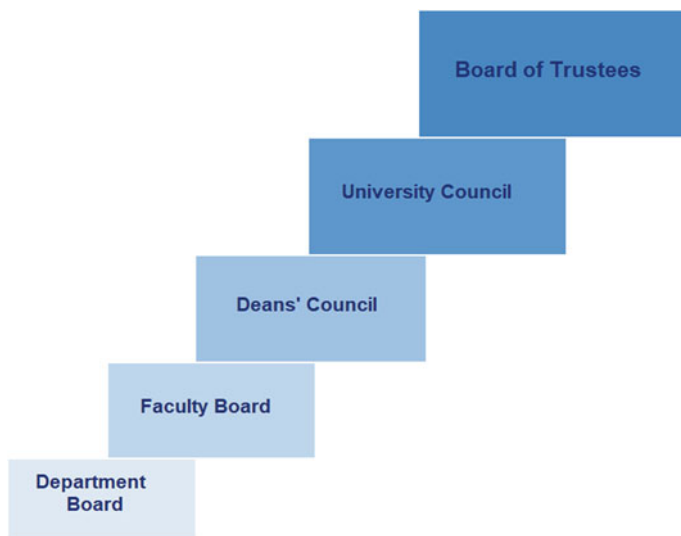 Board of Trustees
University Council
Deans' Council
Faculty Board
Department
Board